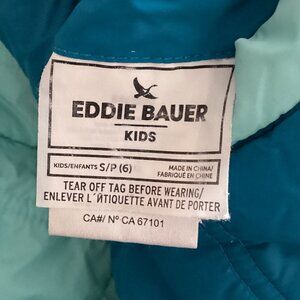 EDDIE BAUER
KIDS
KIDS/ENFANTS S/P (6) MADE IN CHINA/
FABRIQUÉ EN CHINE
TEAR OFF TAG BEFORE WEARING/
ENLEVER L'ИTIQUETTE AVANT DE PORTER
CA#/ Nº CA 67101